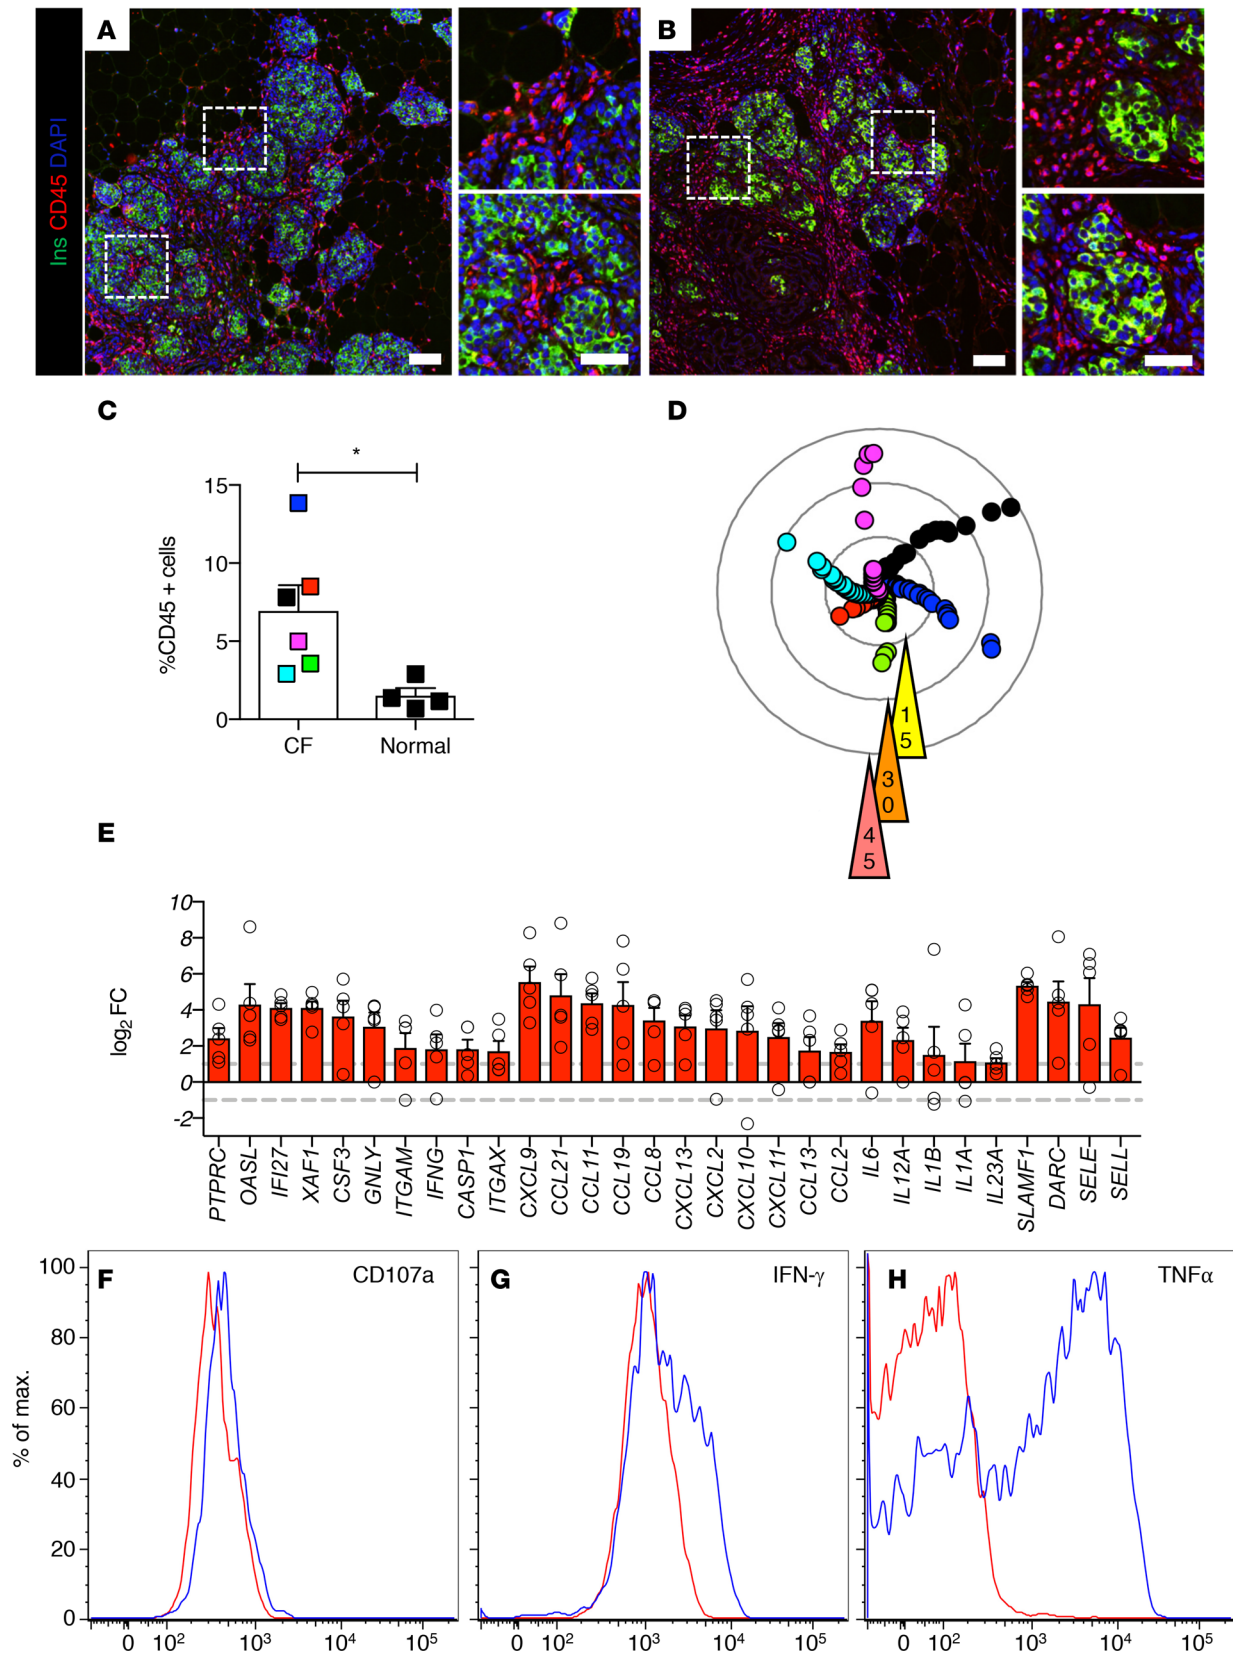 A
B
Ins CD45 DAPI
C
D
*
%CD45 + cells
15
10
5
0
CF
Normal
1
5
3
0
4
5
E
log2 FC
10
8
6
4
2
0
-2
PTPRC
OASL
IFI27
XAF1
CSF3
GNLY
ITGAM
IFNG
CASP1
ITGAX
CXCL9
CCL21
CCL11
CCL19
CCL8
CXCL13
CXCL2
CXCL10
CXCL11
CCL13
CCL2
IL6
IL12A
IL1B
IL1A
IL23A
SLAMF1
DARC
SELE
SELL
F
CD107a
G
IFN-γ
H
TNFα
% of max.
100
80
60
40
20
0
0 10² 10³ 10⁴ 10⁵
0 10² 10³ 10⁴ 10⁵
0 10² 10³ 10⁴ 10⁵